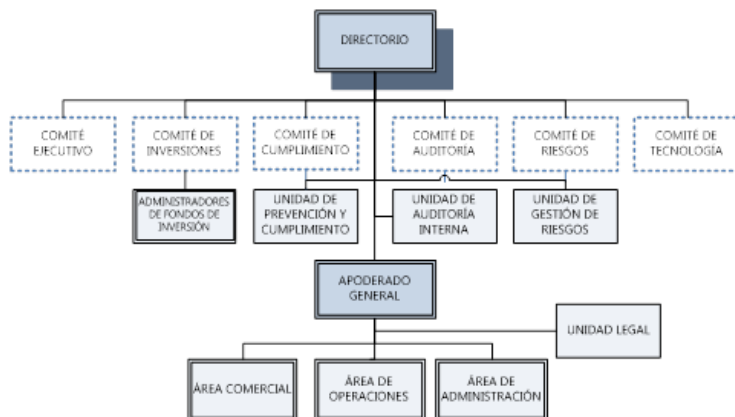 DIRECTORIO
COMITÉ
EJECUTIVO
COMITÉ DE
INVERSIONES
COMITÉ DE
CUMPLIMIENTO
COMITÉ DE
AUDITORÍA
COMITÉ DE
RIESGOS
COMITÉ DE
TECNOLOGÍA
ADMINISTRADORES
DE FONDOS DE
INVERSIÓN
UNIDAD DE
PREVENCIÓN Y
CUMPLIMIENTO
UNIDAD DE
AUDITORÍA
INTERNA
UNIDAD DE
GESTIÓN DE
RIESGOS
APODERADO
GENERAL
UNIDAD LEGAL
ÁREA COMERCIAL
ÁREA DE
OPERACIONES
ÁREA DE
ADMINISTRACIÓN